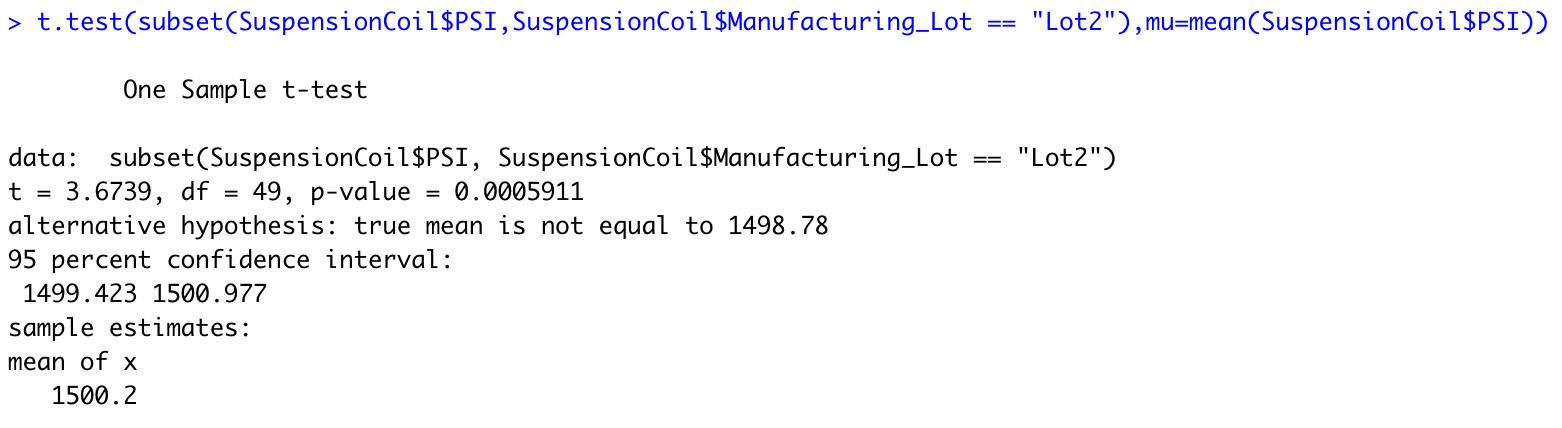 > t.test(subset(SuspensionCoil$PSI,SuspensionCoil$Manufacturing_Lot == "Lot2"),mu=mean(SuspensionCoil$PSI))
One Sample t-test
data:  subset(SuspensionCoil$PSI, SuspensionCoil$Manufacturing_Lot == "Lot2")
t = 3.6739, df = 49, p-value = 0.0005911
alternative hypothesis: true mean is not equal to 1498.78
95 percent confidence interval:
1499.423 1500.977
sample estimates:
mean of x
1500.2